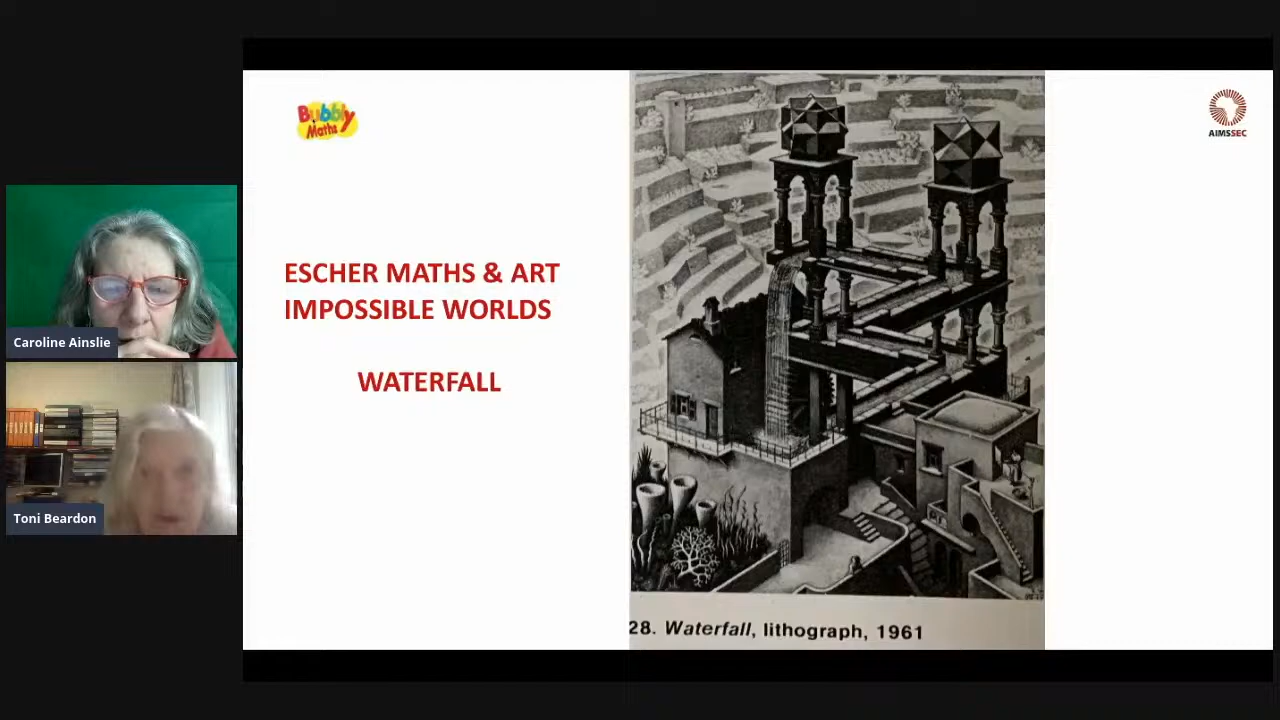 Bubbly
Maths
AIMSSEC
ESCHER MATHS & ART
IMPOSSIBLE WORLDS
WATERFALL
Caroline Ainslie
Toni Beardon
28. Waterfall, lithograph, 1961